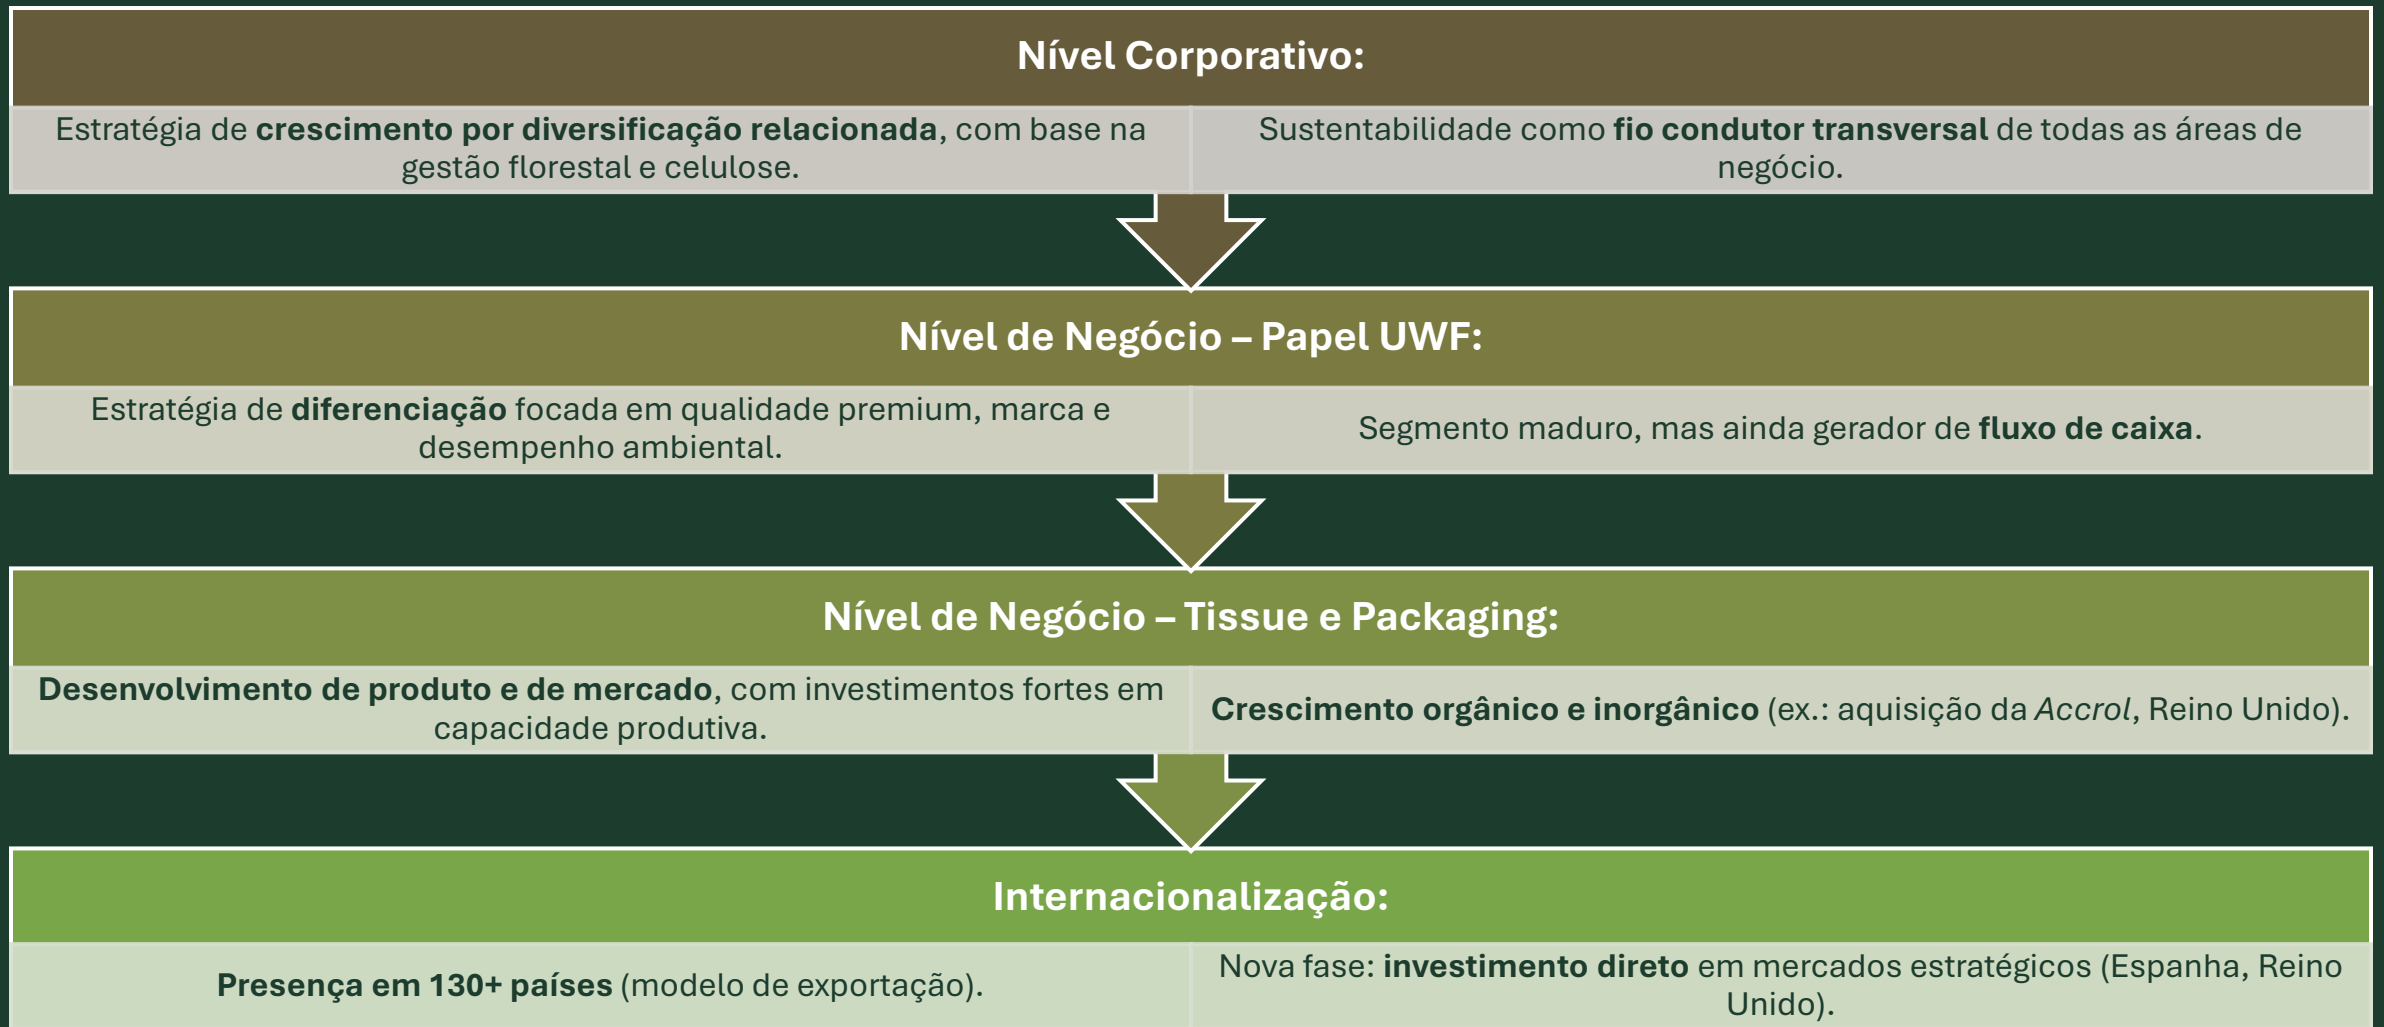 Nível Corporativo:
Estratégia de crescimento por diversificação relacionada, com base na
gestão florestal e celulose.
Sustentabilidade como fio condutor transversal de todas as áreas de
negócio.
Nível de Negócio – Papel UWF:
Estratégia de diferenciação focada em qualidade premium, marca e
desempenho ambiental.
Segmento maduro, mas ainda gerador de fluxo de caixa.
Nível de Negócio – Tissue e Packaging:
Desenvolvimento de produto e de mercado, com investimentos fortes em
capacidade produtiva.
Crescimento orgânico e inorgânico (ex.: aquisição da Accrol, Reino Unido).
Internacionalização:
Presença em 130+ países (modelo de exportação).
Nova fase: investimento direto em mercados estratégicos (Espanha, Reino
Unido).